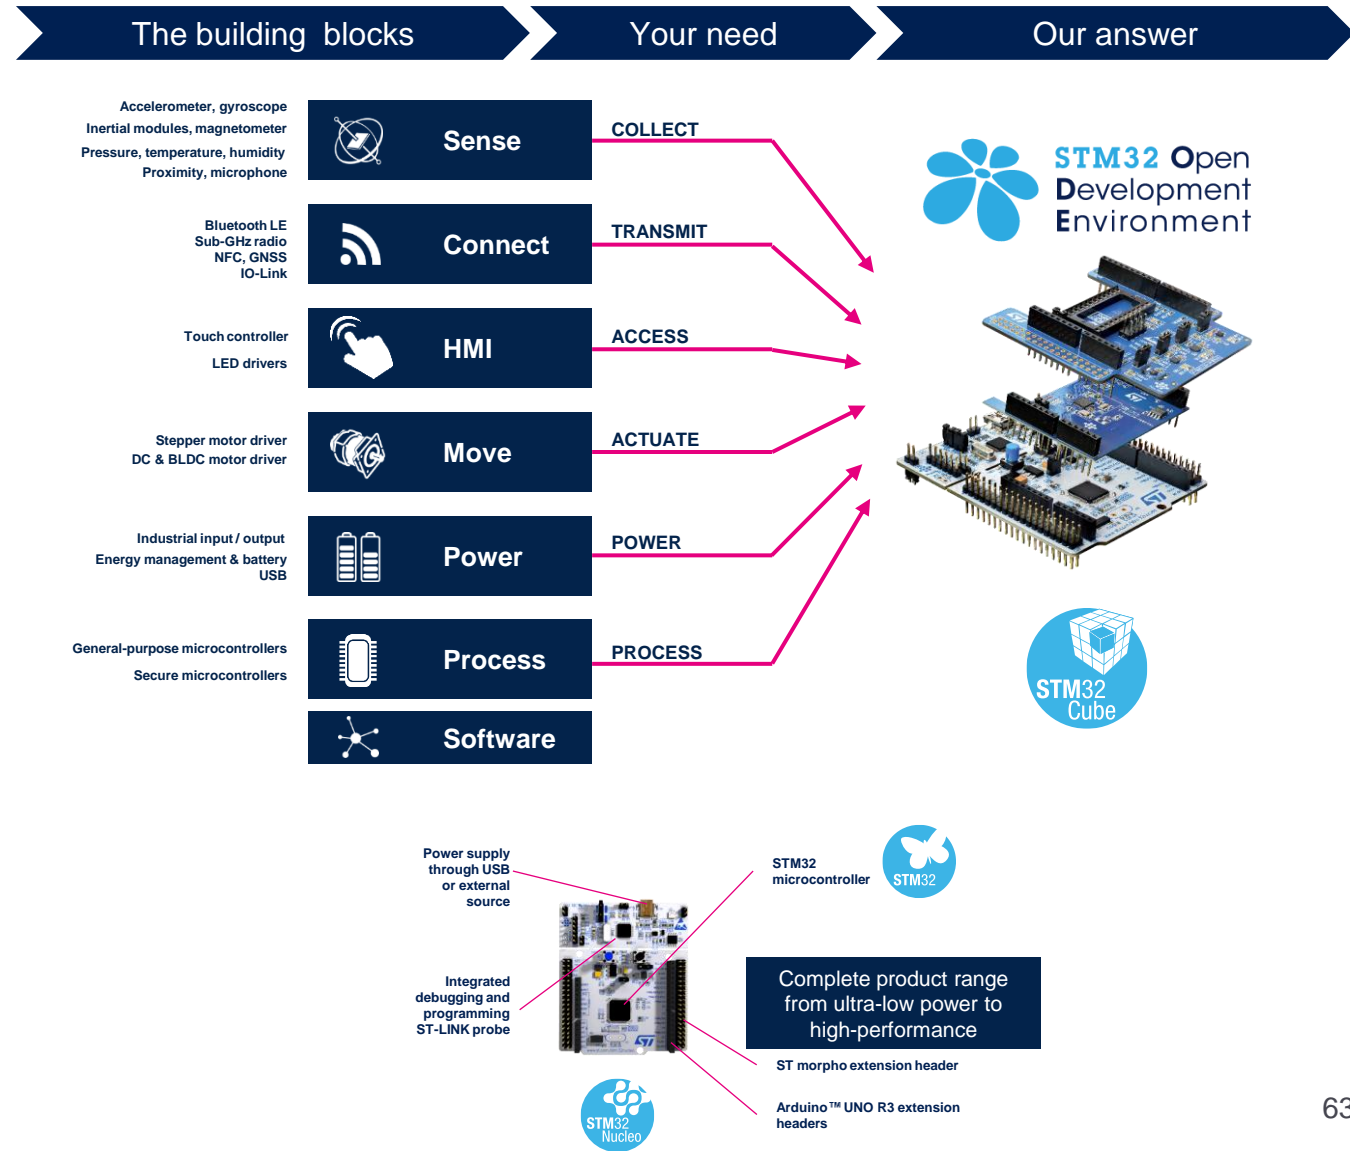 The building blocks
Your need
Our answer
Accelerometer, gyroscope
Inertial modules, magnetometer
Pressure, temperature, humidity
Proximity, microphone
Sense
COLLECT
STM32 Open
Development
Environment
Bluetooth LE
Sub-GHz radio
NFC, GNSS
IO-Link
Connect
TRANSMIT
Touch controller
LED drivers
HMI
ACCESS
Stepper motor driver
DC & BLDC motor driver
Move
ACTUATE
Industrial input / output
Energy management & battery
USB
Power
POWER
General-purpose microcontrollers
Secure microcontrollers
Process
PROCESS
STM32
Cube
Software
Power supply
through USB
or external
source
STM32
microcontroller
STM32
Integrated
debugging and
programming
ST-LINK probe
Complete product range
from ultra-low power to
high-performance
ST morpho extension header
Arduino™ UNO R3 extension
headers
STM32
Nucleo
63